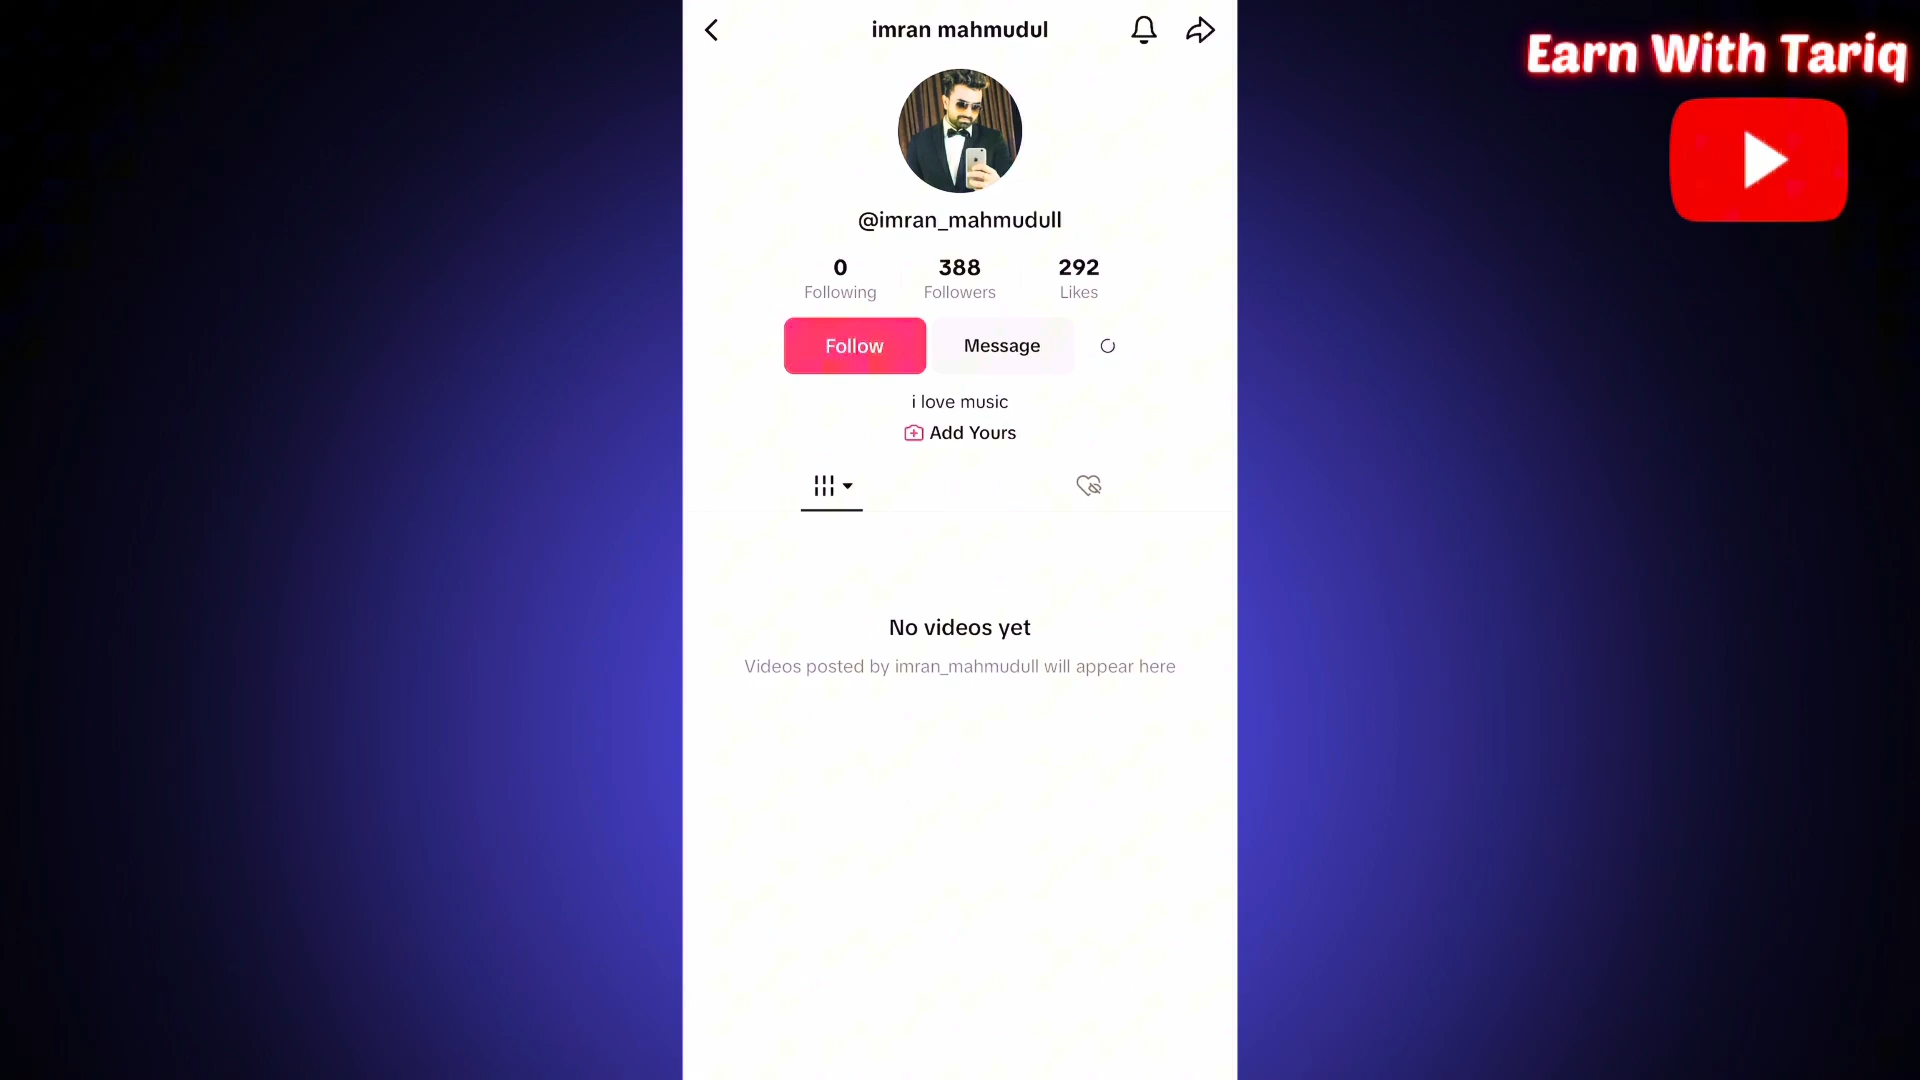 imran mahmudul
Earn With Tariq
@imran_mahmudull
0 388 292
Following Followers Likes
Follow Message
i love music
Add Yours
No videos yet
Videos posted by imran_mahmudull will appear here